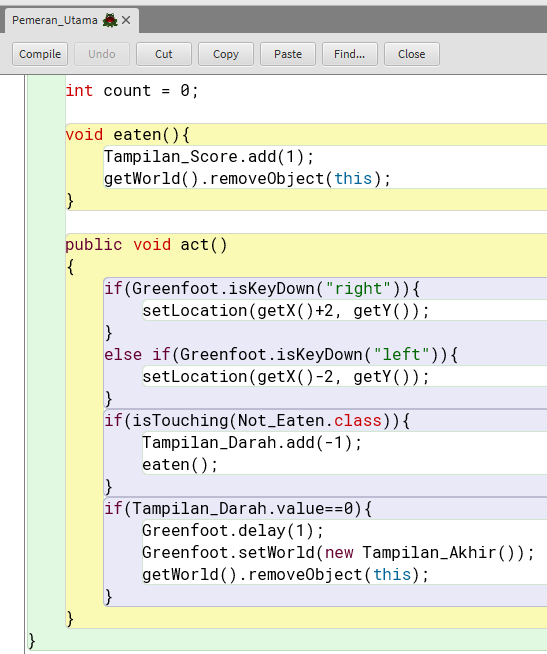 Pemeran_Utama
Compile Undo Cut Copy Paste Find... Close
int count = 0;
void eaten(){
Tampilan_Score.add(1);
getWorld().removeObject(this);
}
public void act()
{
if(Greenfoot.isKeyDown("right")){
setLocation(getX()+2, getY());
}
else if(Greenfoot.isKeyDown("left")){
setLocation(getX()-2, getY());
}
if(isTouching(Not_Eaten.class)){
Tampilan_Darah.add(-1);
eaten();
}
if(Tampilan_Darah.value==0){
Greenfoot.delay(1);
Greenfoot.setWorld(new Tampilan_Akhir());
getWorld().removeObject(this);
}
}
}